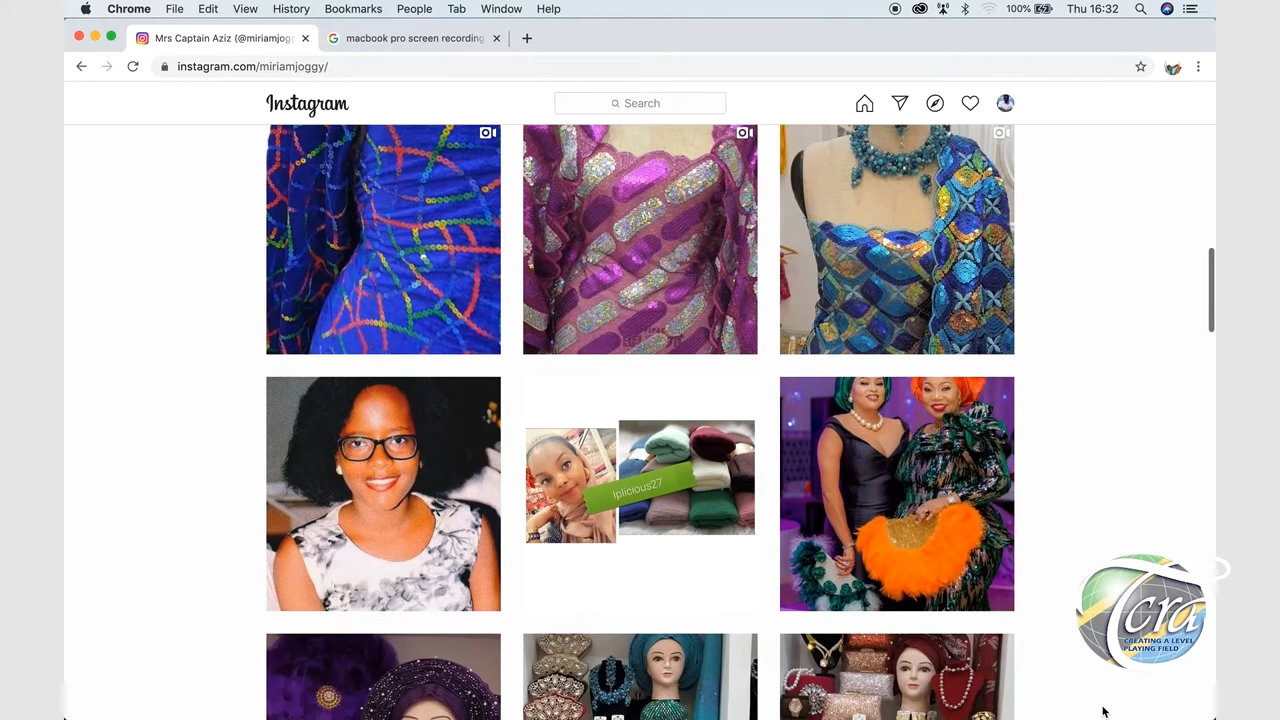 Chrome File Edit View History Bookmarks People Tab Window Help 100% Thu 16:32
Mrs Captain Aziz (@miriamjogg
macbook pro screen recording
instagram.com/miriamjoggy/
Instagram
Search
Iplicious27
Tcra
CREATING A LEVEL
PLAYING FIELD